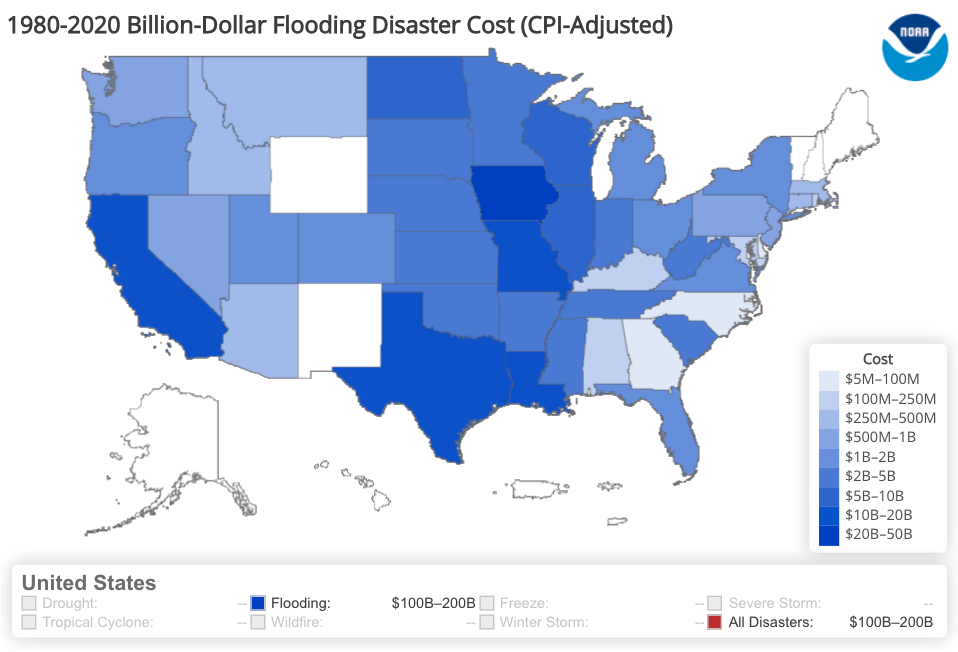 1980-2020 Billion-Dollar Flooding Disaster Cost (CPI-Adjusted)
NOAA
Cost
$5M–100M
$100M–250M
$250M–500M
$500M–1B
$1B–2B
$2B–5B
$5B–10B
$10B–20B
$20B–50B
United States
Drought: -- Flooding: $100B–200B Freeze: -- Severe Storm: --
Tropical Cyclone: -- Wildfire: -- Winter Storm: -- All Disasters: $100B–200B